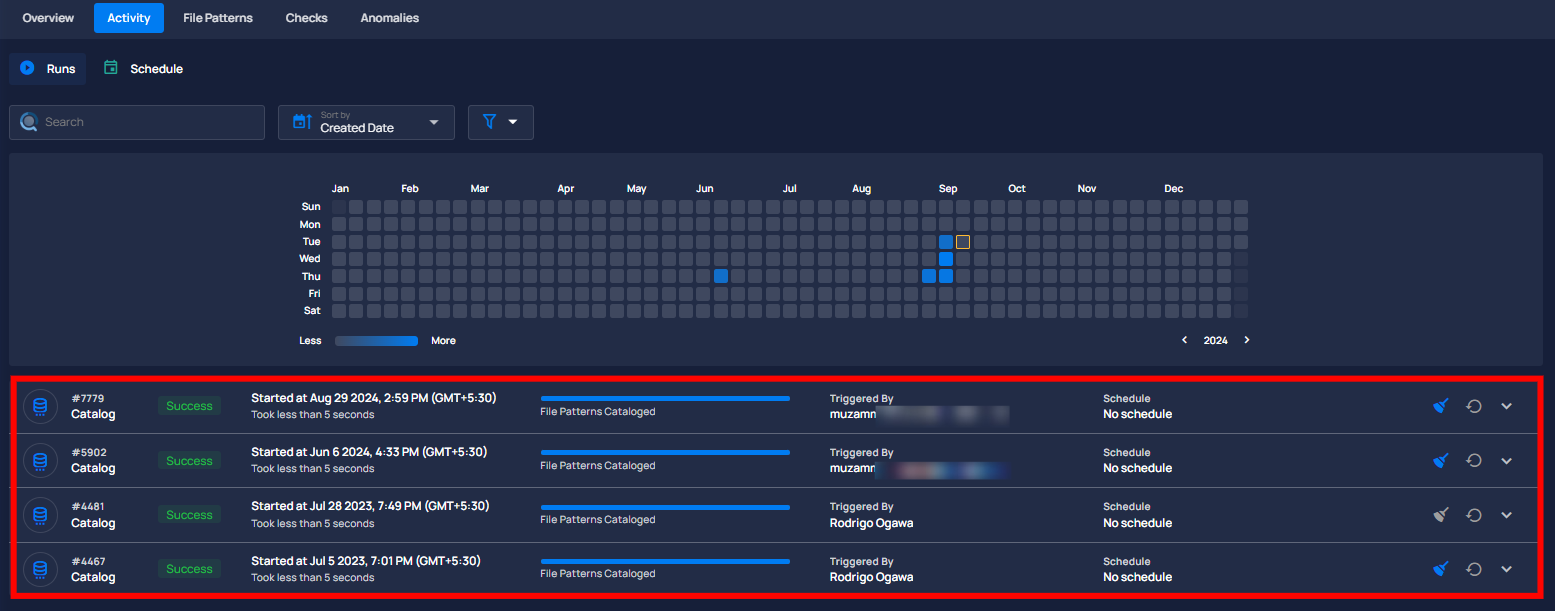 Overview Activity File Patterns Checks Anomalies
Runs Schedule
Search
Sort by
Created Date
Jan Feb Mar Apr May Jun Jul Aug Sep Oct Nov Dec
Sun
Mon
Tue
Wed
Thu
Fri
Sat
Less More
2024
#7779
Catalog
Success
Started at Aug 29 2024, 2:59 PM (GMT+5:30)
Took less than 5 seconds
File Patterns Cataloged
Triggered By
muzamn
Schedule
No schedule
#5902
Catalog
Success
Started at Jun 6 2024, 4:33 PM (GMT+5:30)
Took less than 5 seconds
File Patterns Cataloged
Triggered By
muzamn
Schedule
No schedule
#4481
Catalog
Success
Started at Jul 28 2023, 7:49 PM (GMT+5:30)
Took less than 5 seconds
File Patterns Cataloged
Triggered By
Rodrigo Ogawa
Schedule
No schedule
#4467
Catalog
Success
Started at Jul 5 2023, 7:01 PM (GMT+5:30)
Took less than 5 seconds
File Patterns Cataloged
Triggered By
Rodrigo Ogawa
Schedule
No schedule